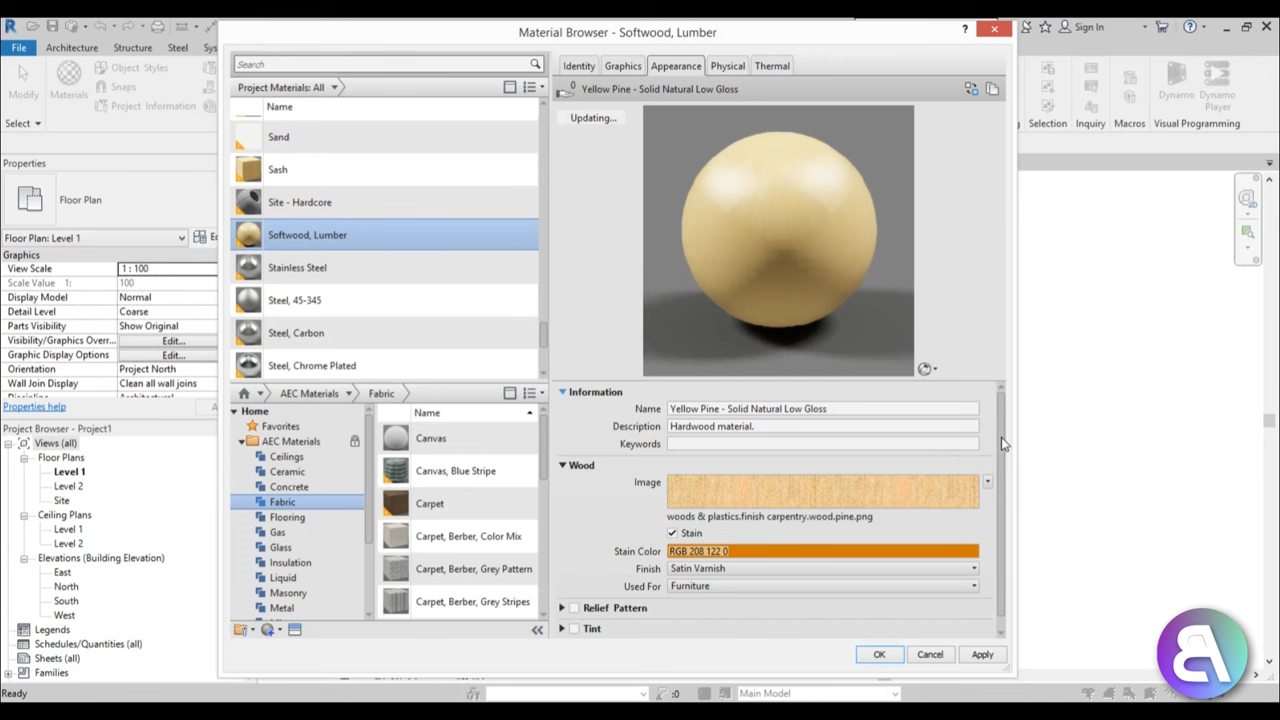 Material Browser - Softwood, Lumber
?
Sign In
File
Architecture
Structure
Steel
Sys
Modify
Materials
Object Styles
Snaps
Project Information
Select
Selection
Inquiry
Macros
Dynamo
Dynamo Player
Visual Programming
Properties
Floor Plan
Floor Plan: Level 1
Graphics
View Scale 1 : 100
Scale Value 1: 100
Display Model Normal
Detail Level Coarse
Parts Visibility Show Original
Visibility/Graphics Overr... Edit...
Graphic Display Options Edit...
Orientation Project North
Wall Join Display Clean all wall joins
Properties help
Project Browser - Project1
Views (all)
Floor Plans
Level 1
Level 2
Site
Ceiling Plans
Level 1
Level 2
Elevations (Building Elevation)
East
North
South
West
Legends
Schedules/Quantities (all)
Sheets (all)
Families
Ready
Search
Project Materials: All
Name
Sand
Sash
Site - Hardcore
Softwood, Lumber
Stainless Steel
Steel, 45-345
Steel, Carbon
Steel, Chrome Plated
AEC Materials
Fabric
Home
Favorites
AEC Materials
Ceilings
Ceramic
Concrete
Fabric
Flooring
Gas
Glass
Insulation
Liquid
Masonry
Metal
Name
Canvas
Canvas, Blue Stripe
Carpet
Carpet, Berber, Color Mix
Carpet, Berber, Grey Pattern
Carpet, Berber, Grey Stripes
Identity
Graphics
Appearance
Physical
Thermal
0
Yellow Pine - Solid Natural Low Gloss
Updating...
Information
Name Yellow Pine - Solid Natural Low Gloss
Description Hardwood material.
Keywords
Wood
Image
woods & plastics.finish carpentry.wood.pine.png
Stain
Stain Color RGB 208 122 0
Finish Satin Varnish
Used For Furniture
Relief Pattern
Tint
OK
Cancel
Apply
:0
Main Model